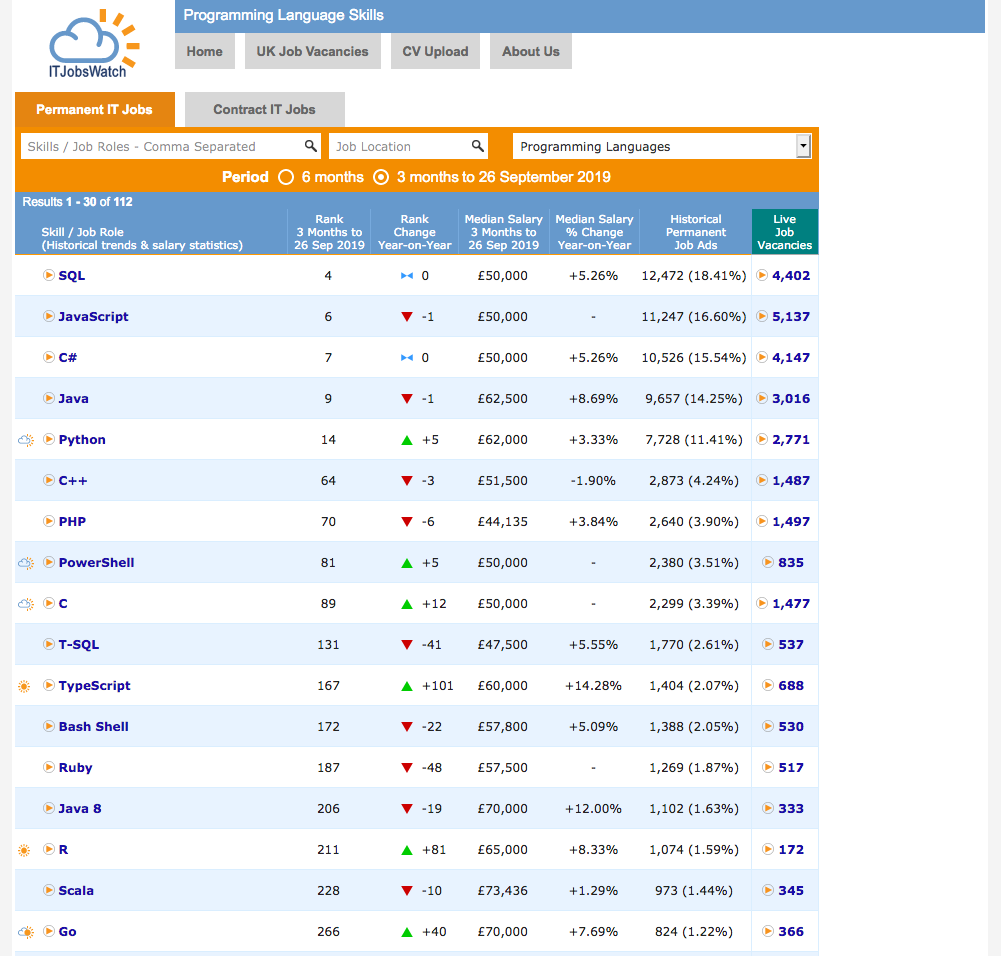 Programming Language Skills
ITJobsWatch
Home UK Job Vacancies CV Upload About Us
Permanent IT Jobs Contract IT Jobs
Skills / Job Roles - Comma Separated Job Location Programming Languages
Period 6 months 3 months to 26 September 2019
Results 1 - 30 of 112
Skill / Job Role
(Historical trends & salary statistics)
Rank
3 Months to
26 Sep 2019
Rank
Change
Year-on-Year
Median Salary
3 Months to
26 Sep 2019
Median Salary
% Change
Year-on-Year
Historical
Permanent
Job Ads
Live
Job
Vacancies
SQL 4 0 £50,000 +5.26% 12,472 (18.41%) 4,402
JavaScript 6 -1 £50,000 - 11,247 (16.60%) 5,137
C# 7 0 £50,000 +5.26% 10,526 (15.54%) 4,147
Java 9 -1 £62,500 +8.69% 9,657 (14.25%) 3,016
Python 14 +5 £62,000 +3.33% 7,728 (11.41%) 2,771
C++ 64 -3 £51,500 -1.90% 2,873 (4.24%) 1,487
PHP 70 -6 £44,135 +3.84% 2,640 (3.90%) 1,497
PowerShell 81 +5 £50,000 - 2,380 (3.51%) 835
C 89 +12 £50,000 - 2,299 (3.39%) 1,477
T-SQL 131 -41 £47,500 +5.55% 1,770 (2.61%) 537
TypeScript 167 +101 £60,000 +14.28% 1,404 (2.07%) 688
Bash Shell 172 -22 £57,800 +5.09% 1,388 (2.05%) 530
Ruby 187 -48 £57,500 - 1,269 (1.87%) 517
Java 8 206 -19 £70,000 +12.00% 1,102 (1.63%) 333
R 211 +81 £65,000 +8.33% 1,074 (1.59%) 172
Scala 228 -10 £73,436 +1.29% 973 (1.44%) 345
Go 266 +40 £70,000 +7.69% 824 (1.22%) 366